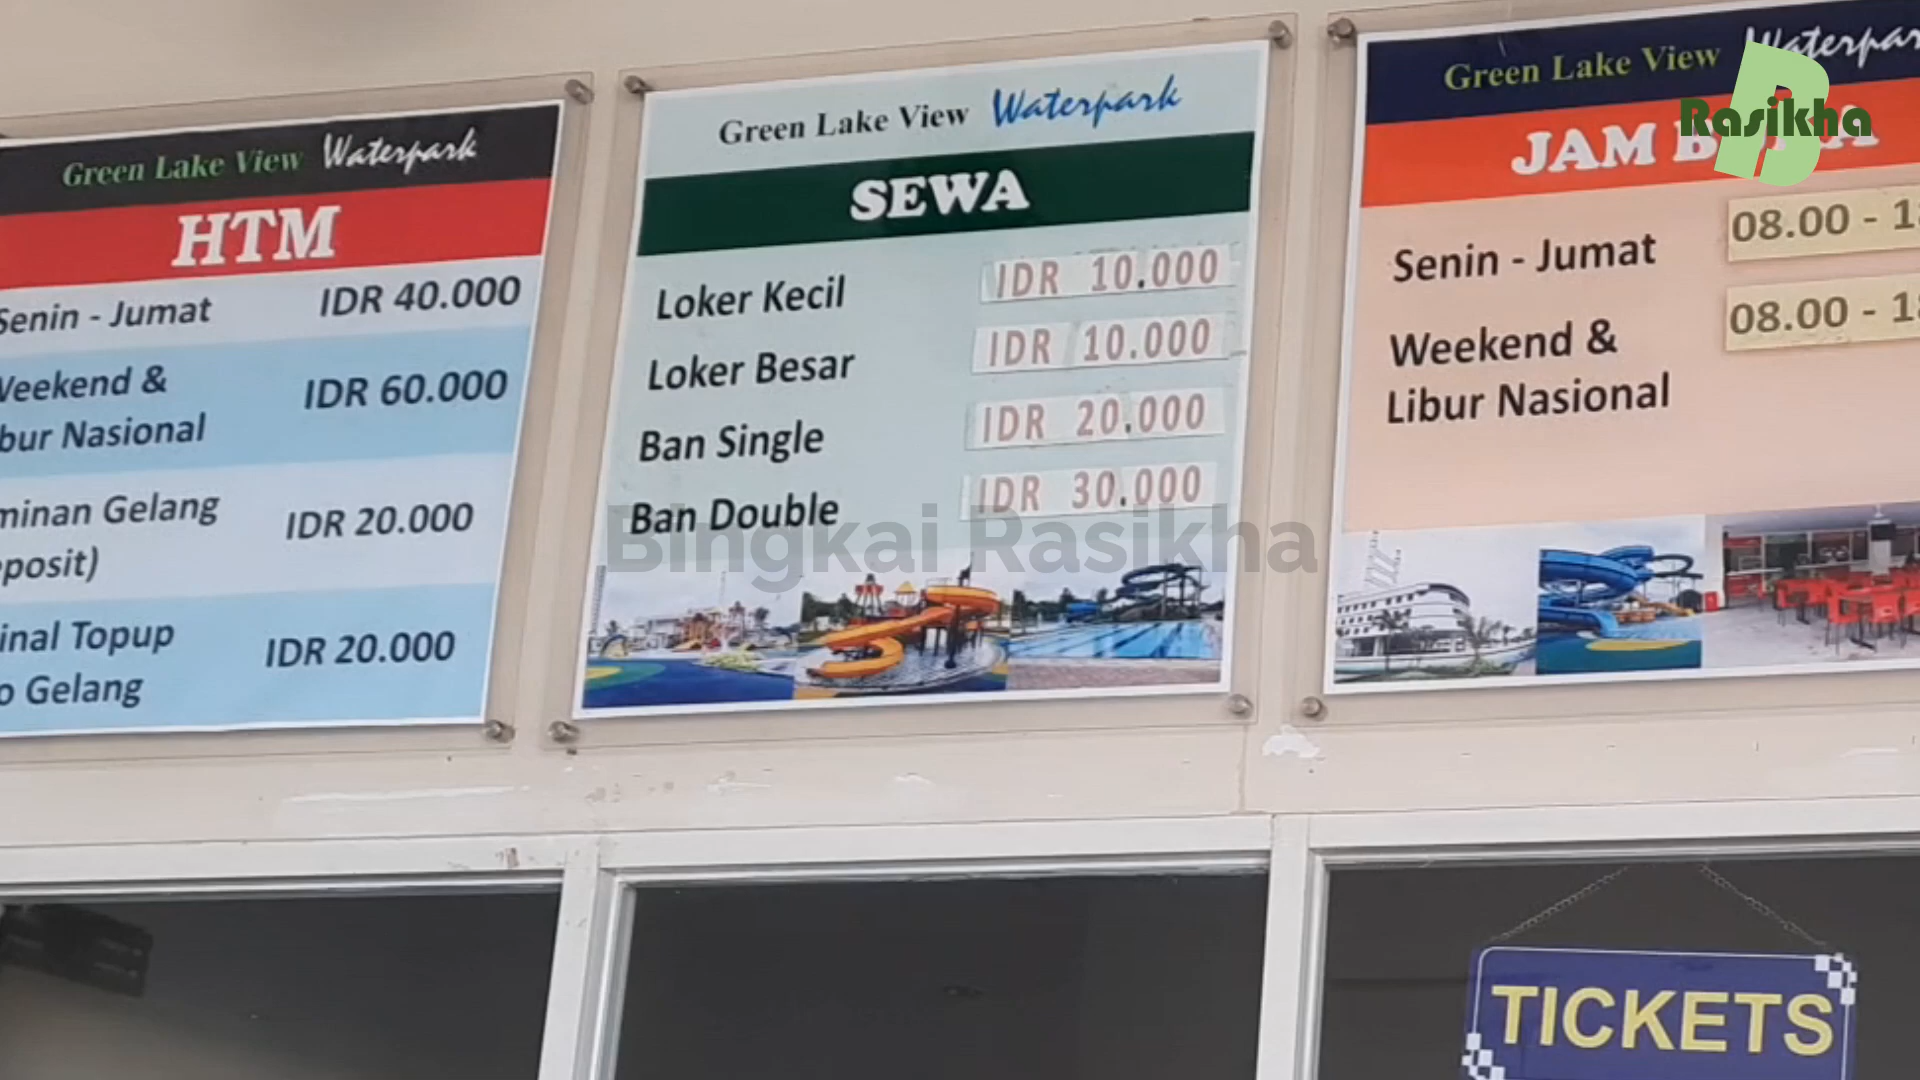 Green Lake View Waterpark
HTM
Senin - Jumat IDR 40.000
Weekend & IDR 60.000
Nasional
Gelang IDR 20.000
Topup IDR 20.000
Gelang
Green Lake View Waterpark
SEWA
Loker Kecil IDR 10.000
Loker Besar IDR 10.000
Ban Single IDR 20.000
Ban Double IDR 30.000
Green Lake View
JAM
Senin - Jumat 08.00 -
Weekend & 08.00 -
Libur Nasional
Rasikha
Bingkai Rasikha
TICKETS